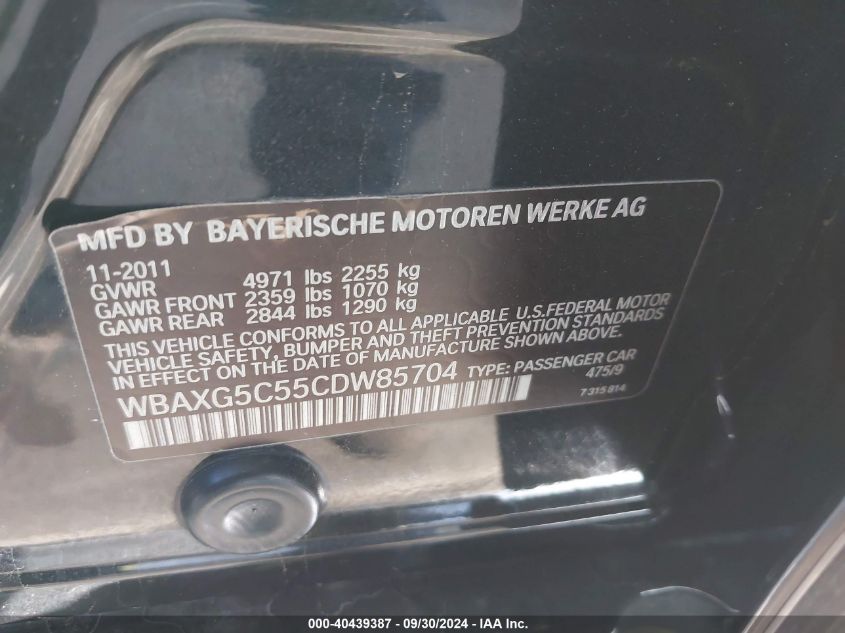 MFD BY BAYERISCHE MOTOREN WERKE AG
11-2011
GVWR 4971 lbs 2255 kg
GAWR FRONT 2359 lbs 1070 kg
GAWR REAR 2844 lbs 1290 kg
THIS VEHICLE CONFORMS TO ALL APPLICABLE U.S.FEDERAL MOTOR
VEHICLE SAFETY, BUMPER AND THEFT PREVENTION STANDARDS
IN EFFECT ON THE DATE OF MANUFACTURE SHOWN ABOVE.
WBAXG5C55CDW85704 TYPE: PASSENGER CAR
475/9
7 315 814
000-40439387 - 09/30/2024 - IAA Inc.